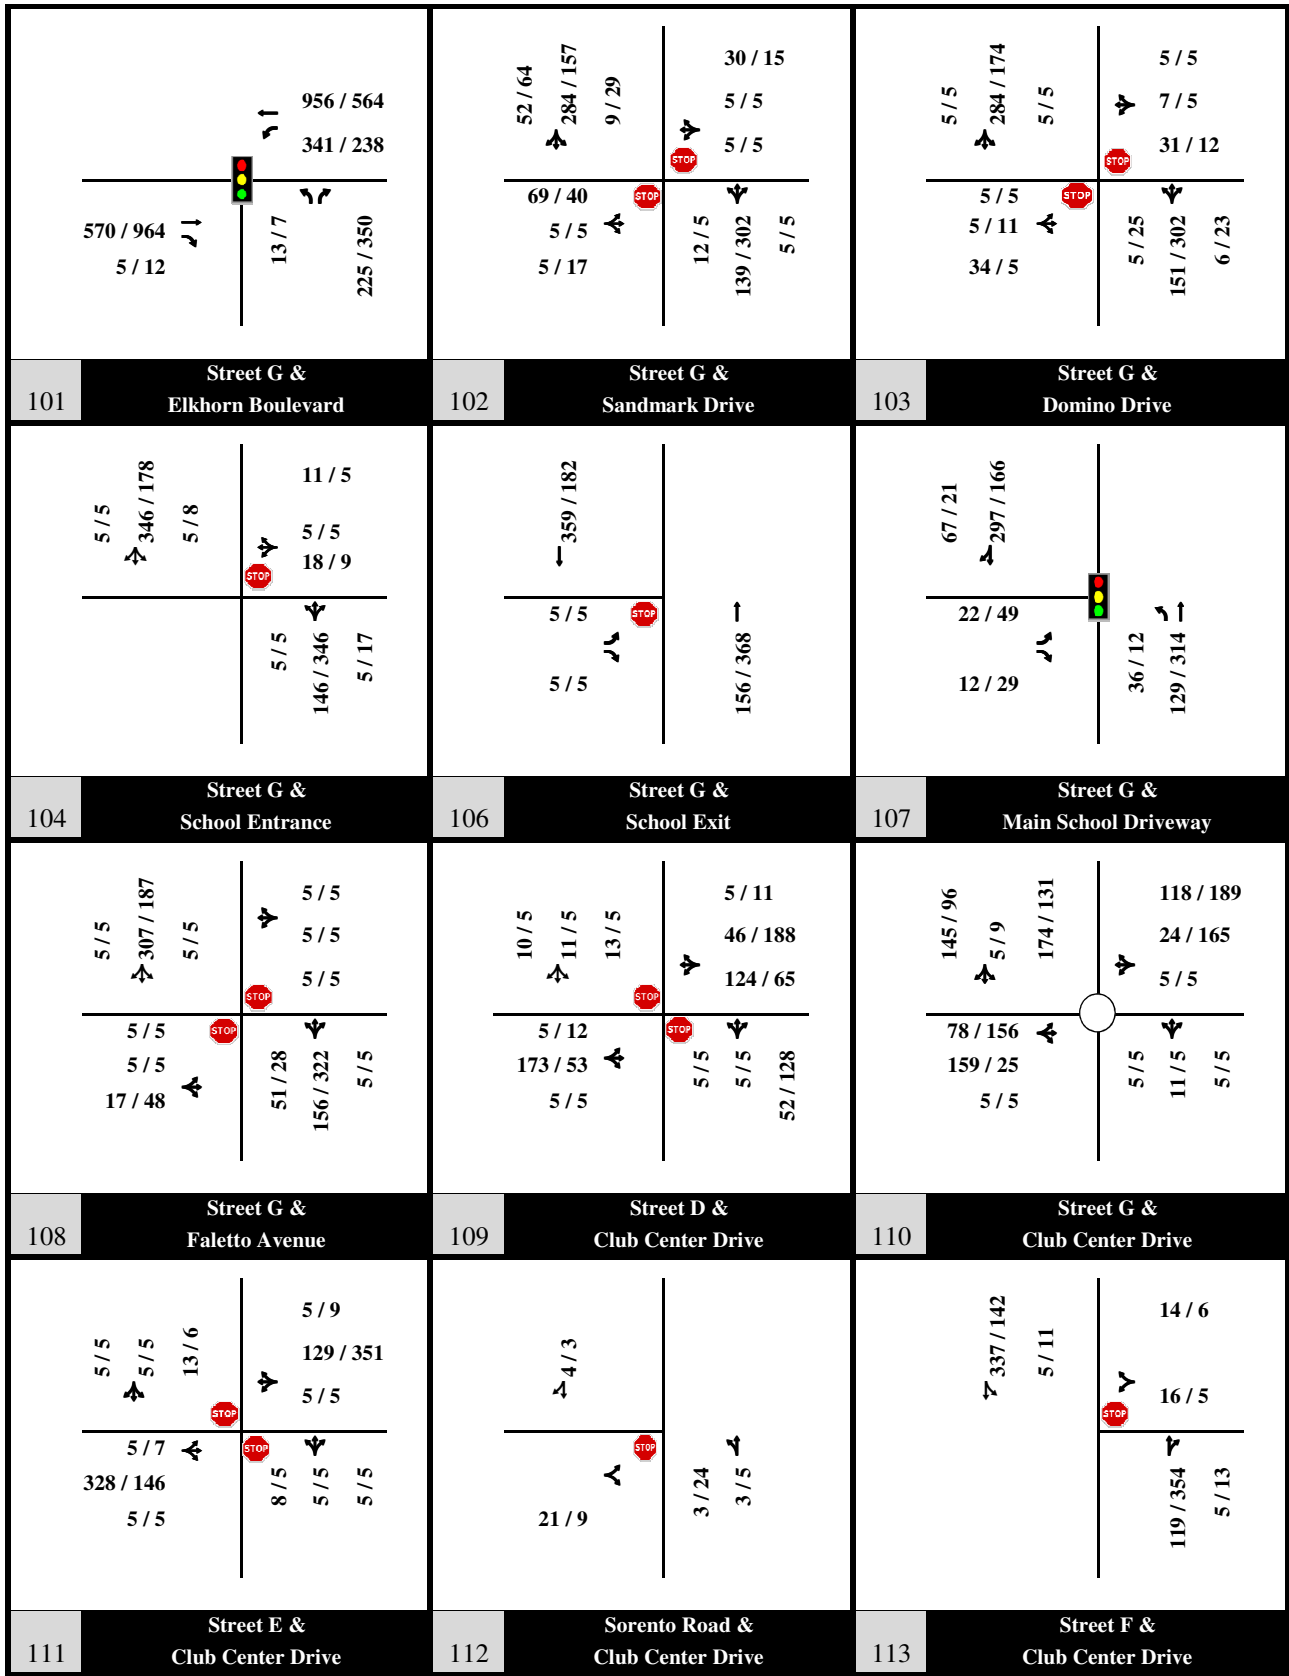 956 / 564
341 / 238
570 / 964
5 / 12
13 / 7
225 / 350
101
Street G &
Elkhorn Boulevard
52 / 64
284 / 157
9 / 29
30 / 15
5 / 5
5 / 5
STOP
STOP
69 / 40
5 / 5
5 / 17
12 / 5
139 / 302
5 / 5
102
Street G &
Sandmark Drive
5 / 5
284 / 174
5 / 5
5 / 5
7 / 5
31 / 12
STOP
STOP
5 / 5
5 / 11
34 / 5
5 / 25
151 / 302
6 / 23
103
Street G &
Domino Drive
5 / 5
346 / 178
5 / 8
11 / 5
5 / 5
18 / 9
STOP
5 / 5
146 / 346
5 / 17
104
Street G &
School Entrance
359 / 182
5 / 5
STOP
5 / 5
156 / 368
106
Street G &
School Exit
67 / 21
297 / 166
22 / 49
12 / 29
36 / 12
129 / 314
107
Street G &
Main School Driveway
5 / 5
307 / 187
5 / 5
5 / 5
5 / 5
5 / 5
STOP
STOP
5 / 5
5 / 5
17 / 48
51 / 28
156 / 322
5 / 5
108
Street G &
Faletto Avenue
10 / 5
11 / 5
13 / 5
5 / 11
46 / 188
124 / 65
STOP
STOP
5 / 12
173 / 53
5 / 5
5 / 5
5 / 5
52 / 128
109
Street D &
Club Center Drive
145 / 96
5 / 9
174 / 131
118 / 189
24 / 165
5 / 5
78 / 156
159 / 25
5 / 5
5 / 5
11 / 5
5 / 5
110
Street G &
Club Center Drive
5 / 5
5 / 5
13 / 6
5 / 9
129 / 351
5 / 5
STOP
STOP
5 / 7
328 / 146
5 / 5
8 / 5
5 / 5
5 / 5
111
Street E &
Club Center Drive
4 / 3
STOP
21 / 9
3 / 24
3 / 5
112
Sorento Road &
Club Center Drive
337 / 142
5 / 11
14 / 6
16 / 5
STOP
119 / 354
5 / 13
113
Street F &
Club Center Drive